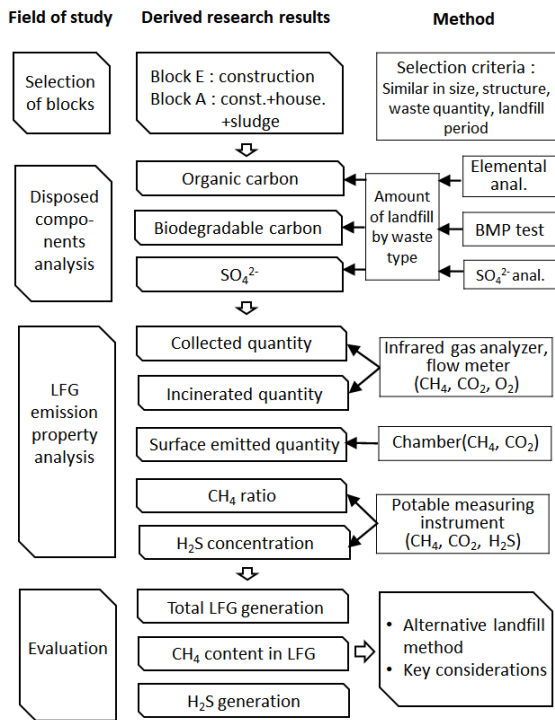 Field of study
Derived research results
Method
Selection
of blocks
Block E : construction
Block A : const.+house.
+sludge
Selection criteria :
Similar in size, structure,
waste quantity, landfill
period
Disposed
compo-
nents
analysis
Organic carbon
Biodegradable carbon
SO₄²⁻
Amount
of landfill
by waste
type
Elemental
anal.
BMP test
SO₄²⁻ anal.
LFG
emission
property
analysis
Collected quantity
Incinerated quantity
Surface emitted quantity
CH₄ ratio
H₂S concentration
Infrared gas analyzer,
flow meter
(CH₄, CO₂, O₂)
Chamber(CH₄, CO₂)
Potable measuring
instrument
(CH₄, CO₂, H₂S)
Evaluation
Total LFG generation
CH₄ content in LFG
H₂S generation
• Alternative landfill
method
• Key considerations